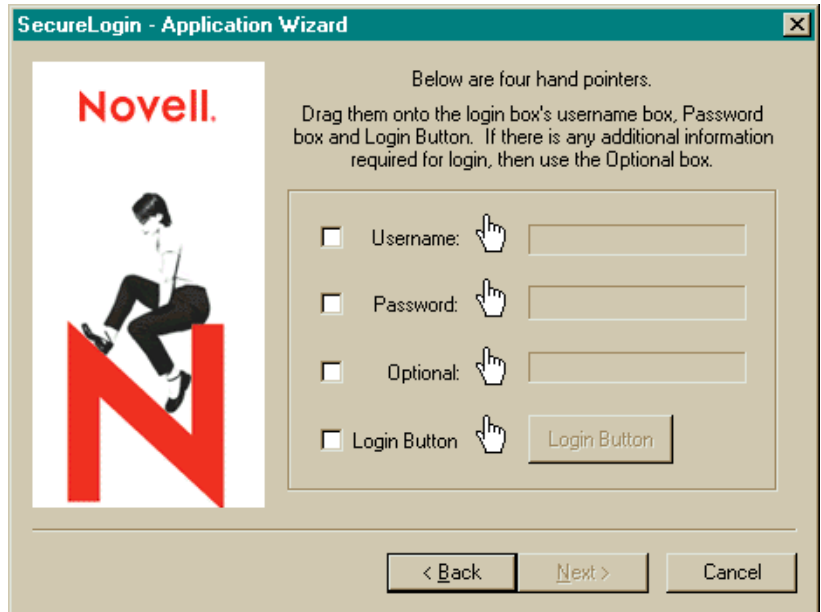 SecureLogin - Application Wizard
Novell.
Below are four hand pointers.
Drag them onto the login box's username box, Password
box and Login Button. If there is any additional information
required for login, then use the Optional box.
Username:
Password:
Optional:
Login Button Login Button
< Back Next > Cancel